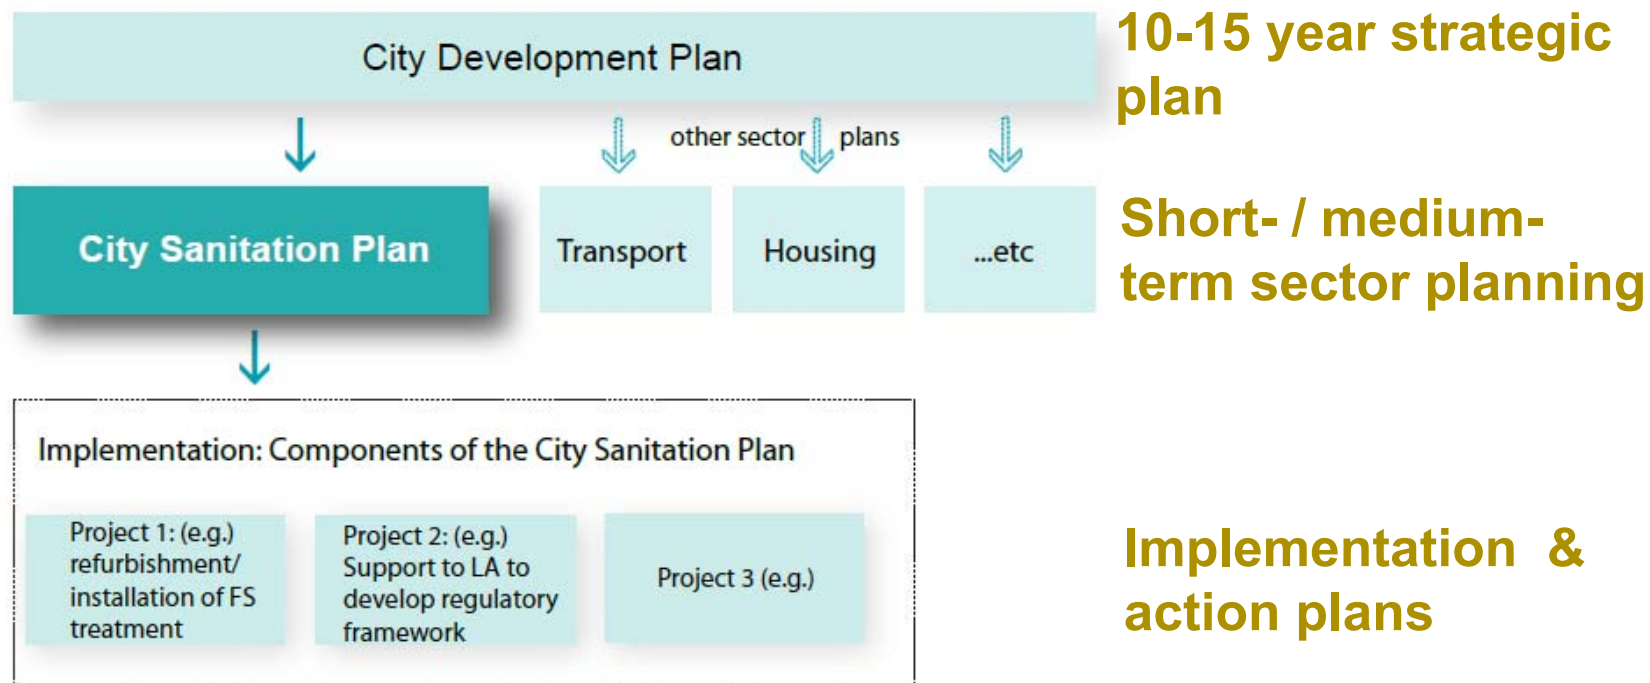 City Development Plan
10-15 year strategic
plan
other sector plans
City Sanitation Plan
Transport
Housing
...etc
Short- / medium-
term sector planning
Implementation: Components of the City Sanitation Plan
Project 1: (e.g.)
refurbishment/
installation of FS
treatment
Project 2: (e.g.)
Support to LA to
develop regulatory
framework
Project 3 (e.g.)
Implementation &
action plans